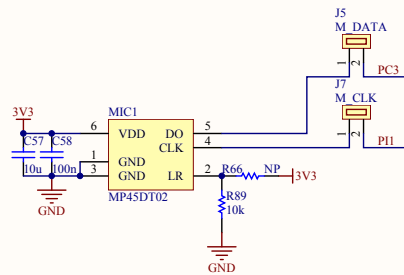 J5
M_DATA
1
2
PC3
J7
M_CLK
1
2
PI1
3V3
C57
10u
C58
100n
MIC1
6
VDD
DO
5
CLK
4
1
GND
3
GND
LR
2
MP45DT02
R66
NP
3V3
R89
10k
GND
GND